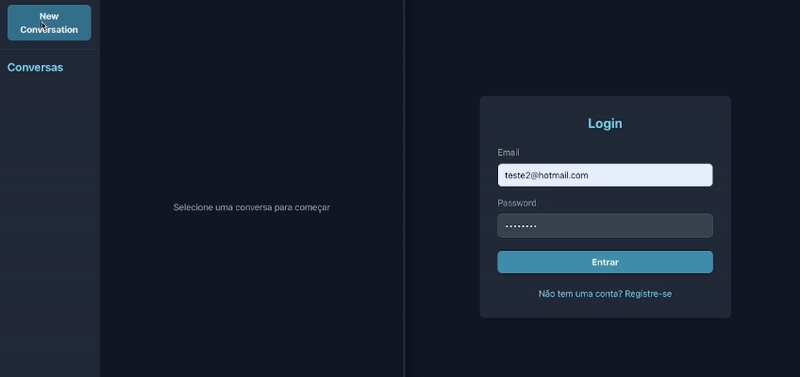 New
Conversation
Conversas
Selecione uma conversa para começar
Login
Email
teste2@hotmail.com
Password
Entrar
Não tem uma conta? Registre-se